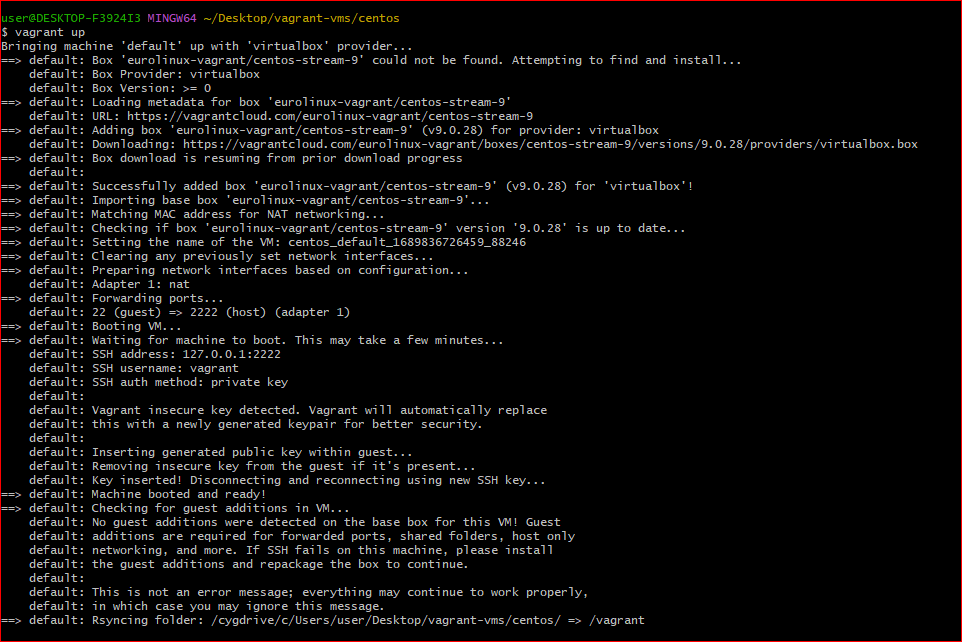 user@DESKTOP-F3924I3 MINGW64 ~/Desktop/vagrant-vms/centos
$ vagrant up
Bringing machine 'default' up with 'virtualbox' provider...
==> default: Box 'eurolinux-vagrant/centos-stream-9' could not be found. Attempting to find and install...
    default: Box Provider: virtualbox
    default: Box Version: >= 0
==> default: Loading metadata for box 'eurolinux-vagrant/centos-stream-9'
    default: URL: https://vagrantcloud.com/eurolinux-vagrant/centos-stream-9
==> default: Adding box 'eurolinux-vagrant/centos-stream-9' (v9.0.28) for provider: virtualbox
    default: Downloading: https://vagrantcloud.com/eurolinux-vagrant/boxes/centos-stream-9/versions/9.0.28/providers/virtualbox.box
==> default: Box download is resuming from prior download progress
    default:
==> default: Successfully added box 'eurolinux-vagrant/centos-stream-9' (v9.0.28) for 'virtualbox'!
==> default: Importing base box 'eurolinux-vagrant/centos-stream-9'...
==> default: Matching MAC address for NAT networking...
==> default: Checking if box 'eurolinux-vagrant/centos-stream-9' version '9.0.28' is up to date...
==> default: Setting the name of the VM: centos_default_1689836726459_88246
==> default: Clearing any previously set network interfaces...
==> default: Preparing network interfaces based on configuration...
    default: Adapter 1: nat
==> default: Forwarding ports...
    default: 22 (guest) => 2222 (host) (adapter 1)
==> default: Booting VM...
==> default: Waiting for machine to boot. This may take a few minutes...
    default: SSH address: 127.0.0.1:2222
    default: SSH username: vagrant
    default: SSH auth method: private key
    default:
    default: Vagrant insecure key detected. Vagrant will automatically replace
    default: this with a newly generated keypair for better security.
    default:
    default: Inserting generated public key within guest...
    default: Removing insecure key from the guest if it's present...
    default: Key inserted! Disconnecting and reconnecting using new SSH key...
==> default: Machine booted and ready!
==> default: Checking for guest additions in VM...
    default: No guest additions were detected on the base box for this VM! Guest
    default: additions are required for forwarded ports, shared folders, host only
    default: networking, and more. If SSH fails on this machine, please install
    default: the guest additions and repackage the box to continue.
    default:
    default: This is not an error message; everything may continue to work properly,
    default: in which case you may ignore this message.
==> default: Rsyncing folder: /cygdrive/c/Users/user/Desktop/vagrant-vms/centos/ => /vagrant